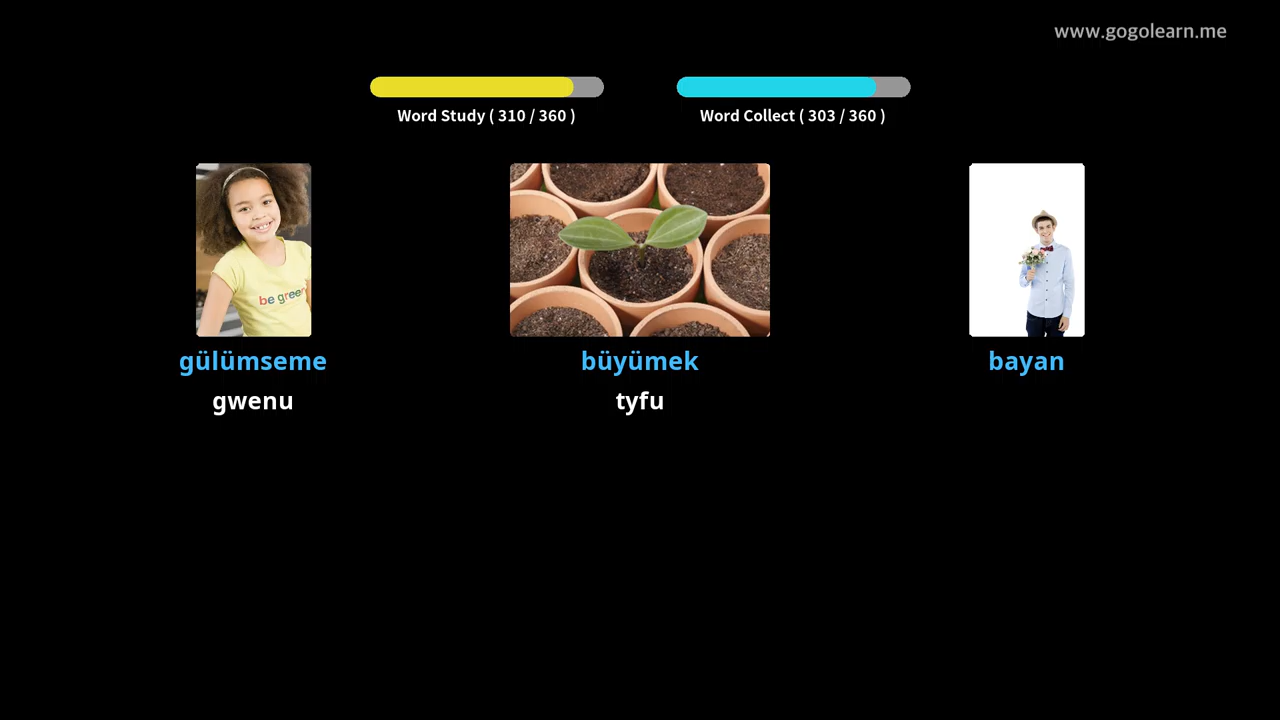 www.gogolearn.me
Word Study ( 310 / 360 )
Word Collect ( 303 / 360 )
be green
gülümseme
büyümek
bayan
gwenu
tyfu